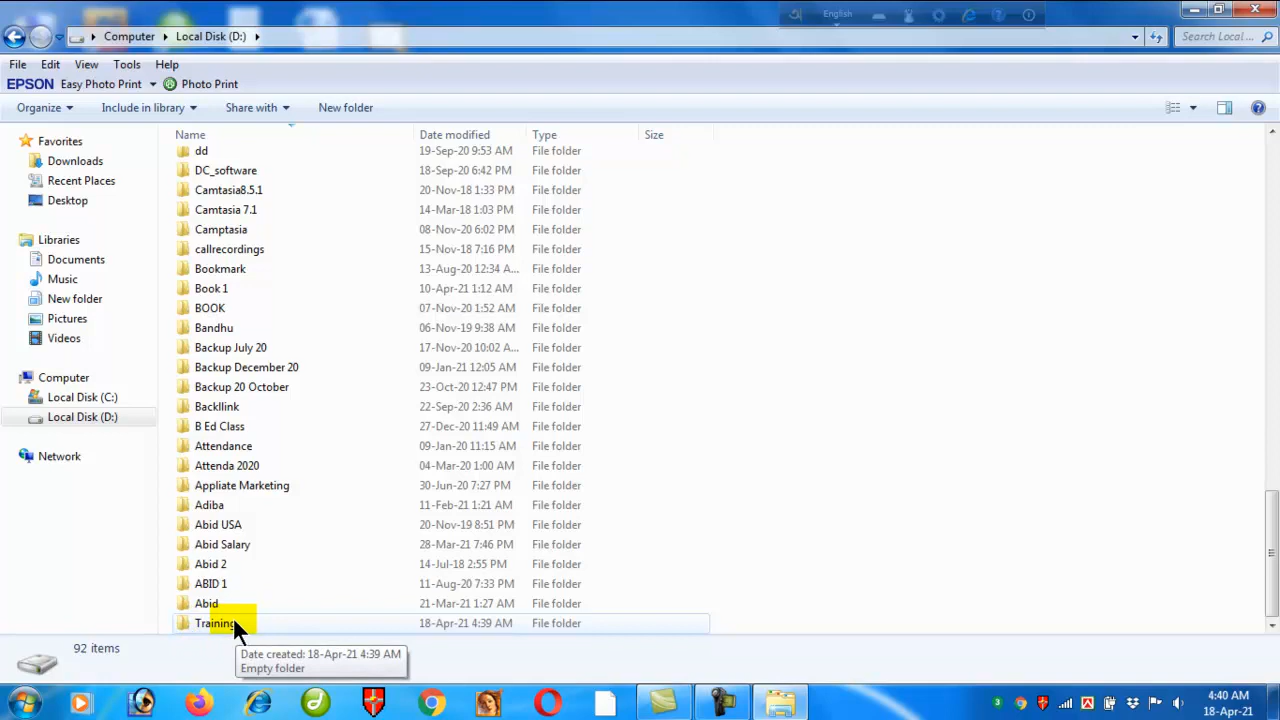 English
Computer Local Disk (D:)
Search Local ...
File Edit View Tools Help
EPSON Easy Photo Print Photo Print
Organize Include in library Share with New folder
Name Date modified Type Size
Favorites
Downloads
Recent Places
Desktop
Libraries
Documents
Music
New folder
Pictures
Videos
Computer
Local Disk (C:)
Local Disk (D:)
Network
dd 19-Sep-20 9:53 AM File folder
DC_software 18-Sep-20 6:42 PM File folder
Camtasia8.5.1 20-Nov-18 1:33 PM File folder
Camtasia 7.1 14-Mar-18 1:03 PM File folder
Camptasia 08-Nov-20 6:02 PM File folder
callrecordings 15-Nov-18 7:16 PM File folder
Bookmark 13-Aug-20 12:34 A... File folder
Book 1 10-Apr-21 1:12 AM File folder
BOOK 07-Nov-20 1:52 AM File folder
Bandhu 06-Nov-19 9:38 AM File folder
Backup July 20 17-Nov-20 10:02 A... File folder
Backup December 20 09-Jan-21 12:05 AM File folder
Backup 20 October 23-Oct-20 12:47 PM File folder
Backllink 22-Sep-20 2:36 AM File folder
B Ed Class 27-Dec-20 11:49 AM File folder
Attendance 09-Jan-20 11:15 AM File folder
Attenda 2020 04-Mar-20 1:00 AM File folder
Appliate Marketing 30-Jun-20 7:27 PM File folder
Adiba 11-Feb-21 1:21 AM File folder
Abid USA 20-Nov-19 8:51 PM File folder
Abid Salary 28-Mar-21 7:46 PM File folder
Abid 2 14-Jul-18 2:55 PM File folder
ABID 1 11-Aug-20 7:33 PM File folder
Abid 21-Mar-21 1:27 AM File folder
Training 18-Apr-21 4:39 AM File folder
Date created: 18-Apr-21 4:39 AM
Empty folder
92 items
4:40 AM
18-Apr-21